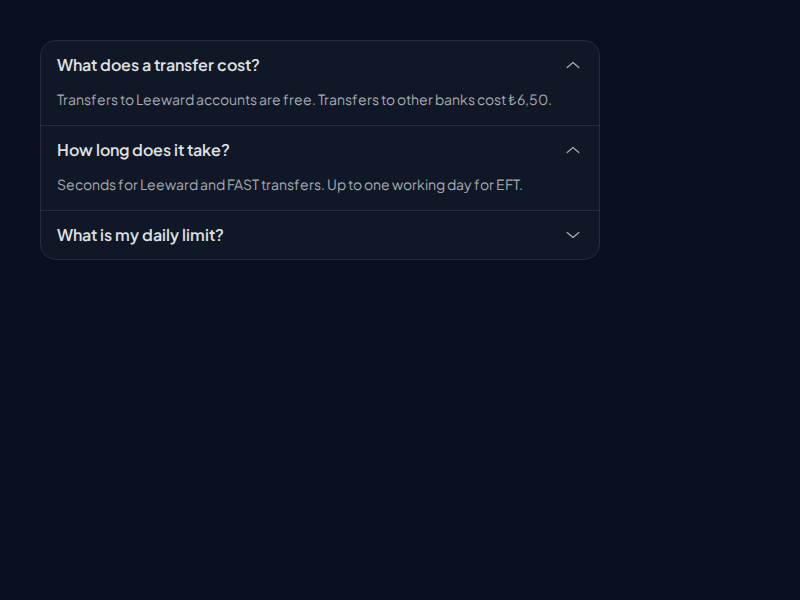 What does a transfer cost?
Transfers to Leeward accounts are free. Transfers to other banks cost ₺6,50.
How long does it take?
Seconds for Leeward and FAST transfers. Up to one working day for EFT.
What is my daily limit?